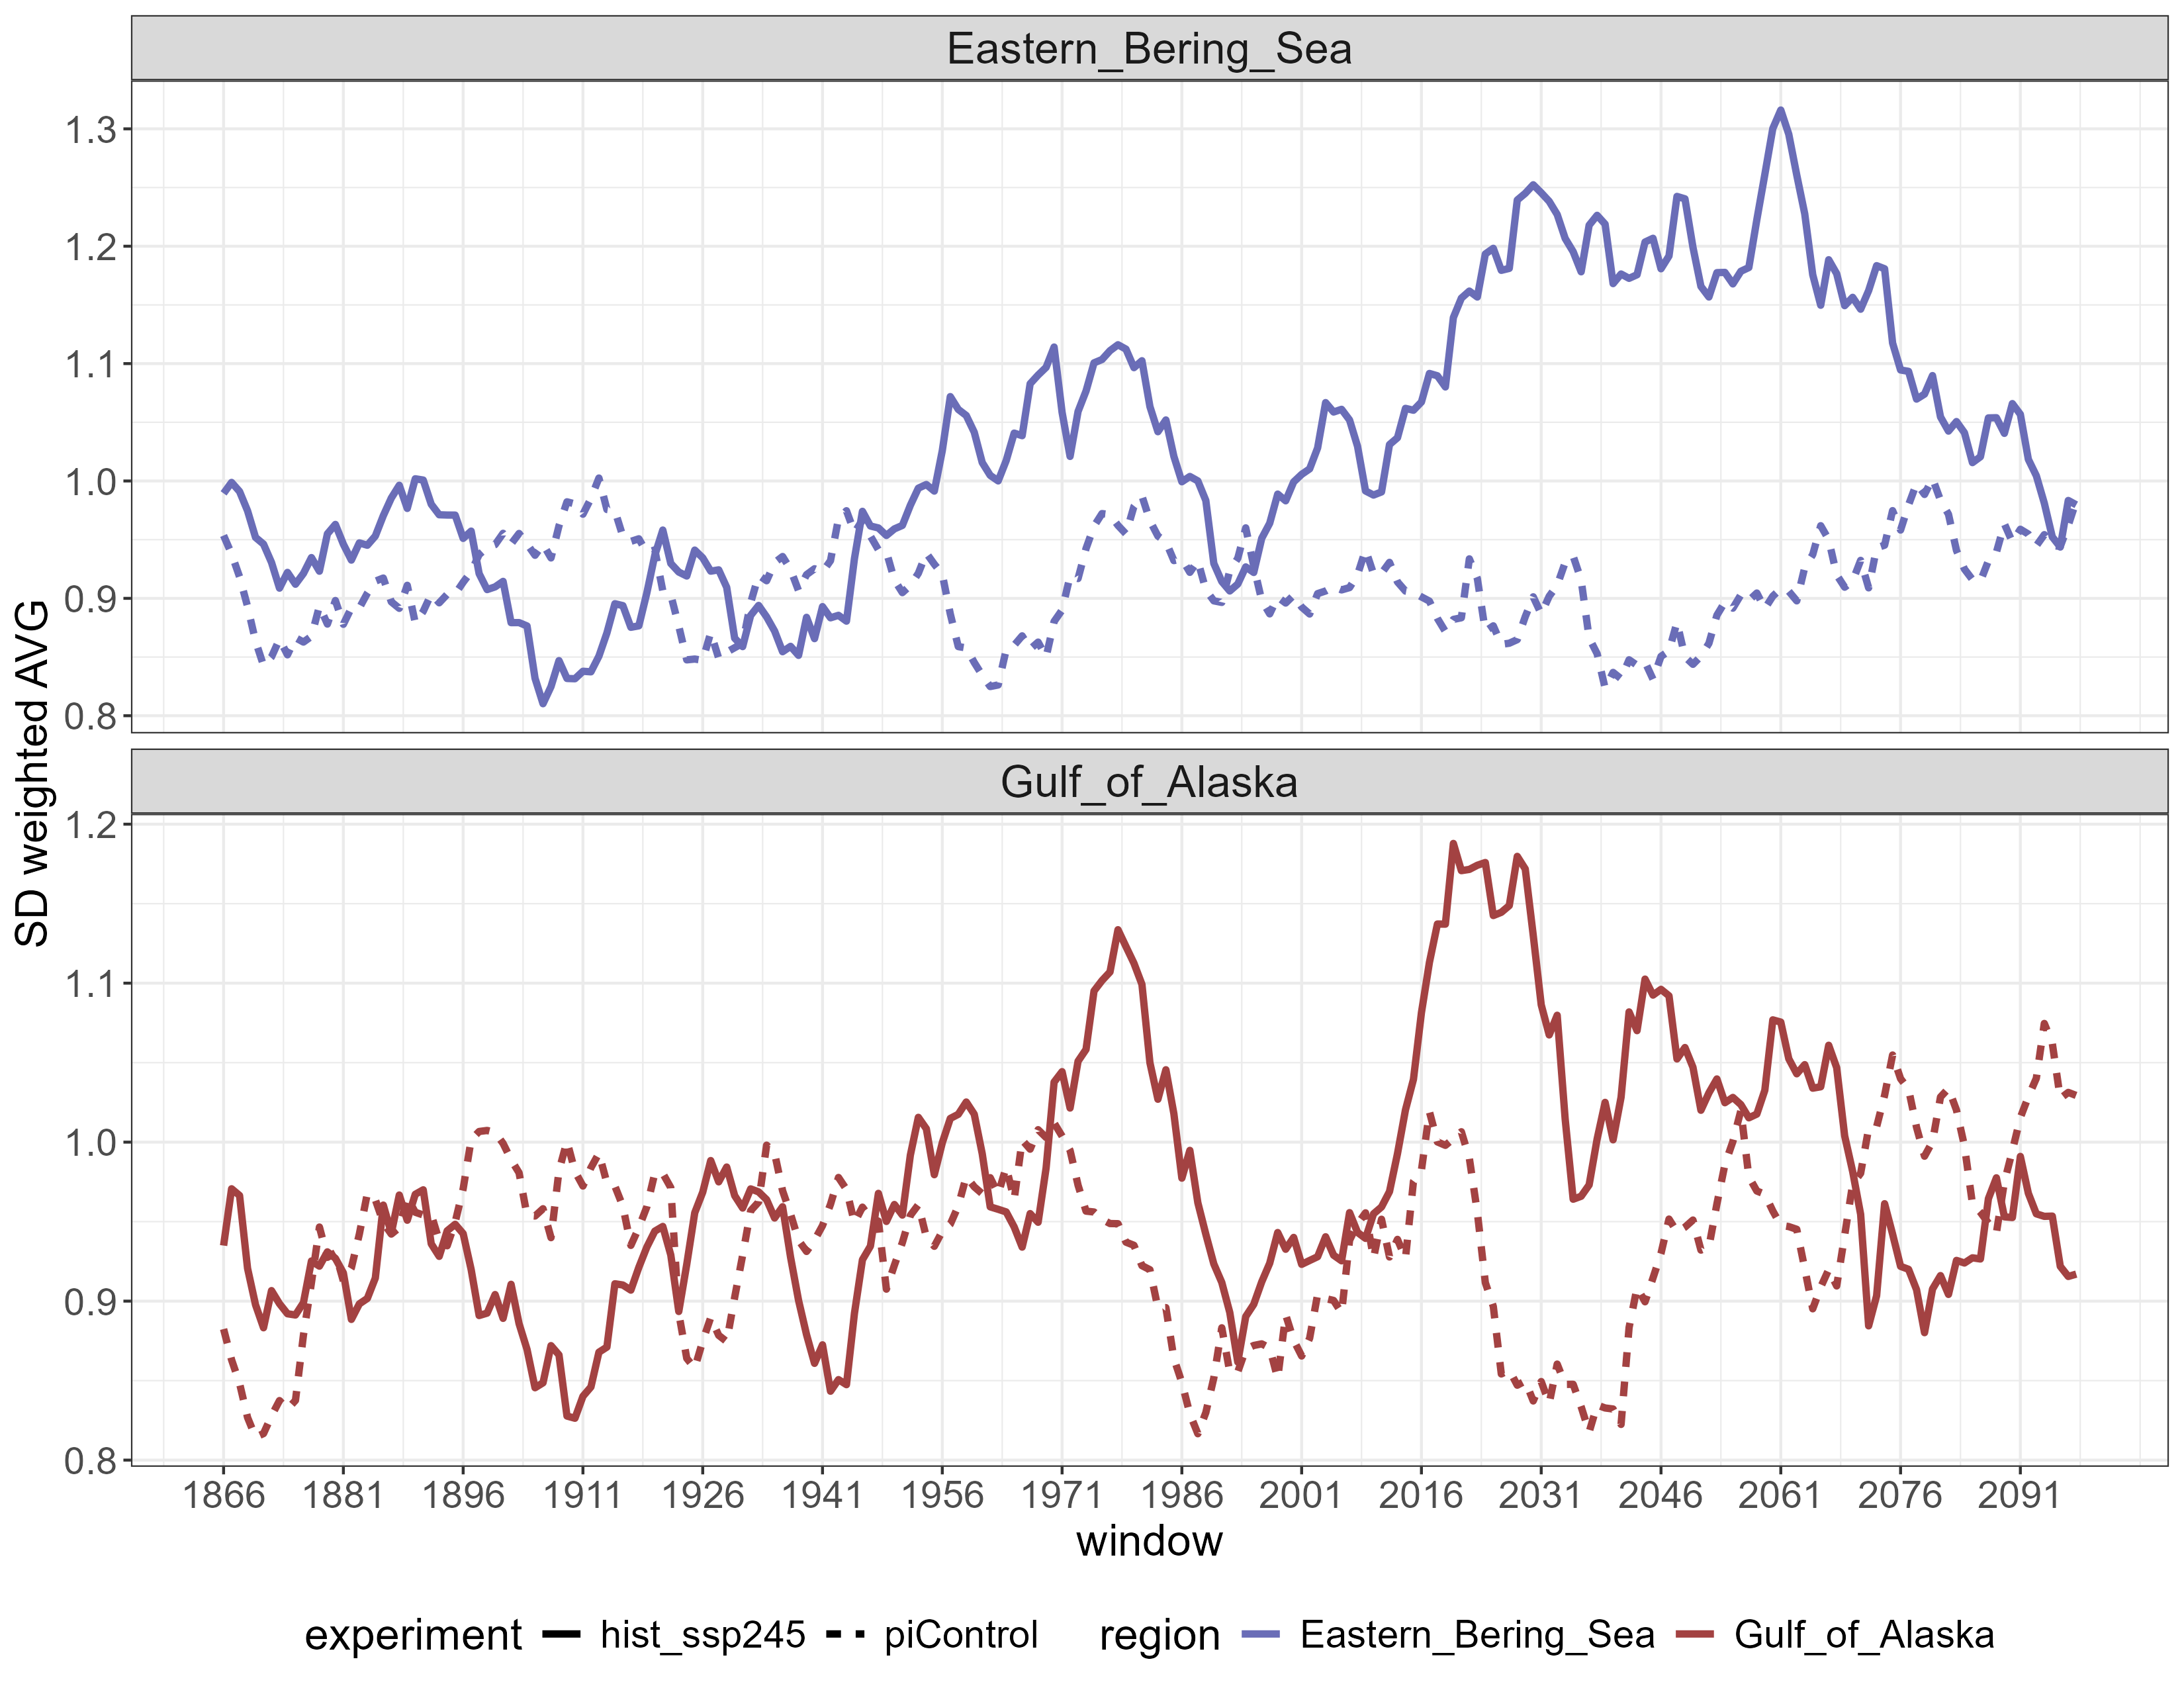 Eastern_Bering_Sea
1.3
1.2
1.1
1.0
0.9
0.8
SD weighted AVG
Gulf_of_Alaska
1.2
1.1
1.0
0.9
0.8
1866 1881 1896 1911 1926 1941 1956 1971 1986 2001 2016 2031 2046 2061 2076 2091
window
experiment hist_ssp245 piControl region Eastern_Bering_Sea Gulf_of_Alaska